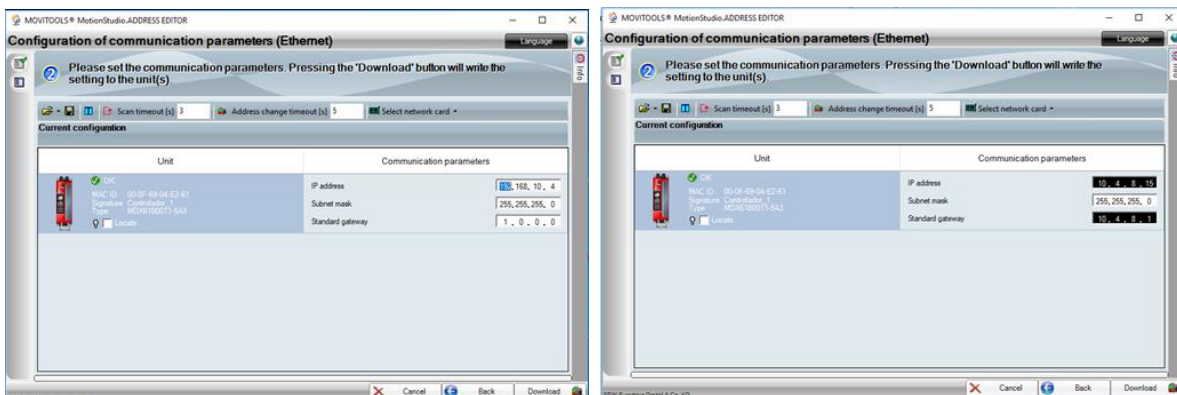 MOVITOOLS® MotionStudio.ADDRESS EDITOR
Configuration of communication parameters (Ethernet)
Language
2
Please set the communication parameters. Pressing the 'Download' button will write the
setting to the unit(s).
Info
Scan timeout [s] 3
Address change timeout [s] 5
Select network card
Current configuration
Unit
Communication parameters
OK
MAC ID 00-0F-69-04-E2-61
Signature Controlador_1
Type MDX61B0011-5A3
Locate
IP address 192.168.10.4
Subnet mask 255.255.255.0
Standard gateway 1.0.0.0
Cancel Back Download
MOVITOOLS® MotionStudio.ADDRESS EDITOR
Configuration of communication parameters (Ethernet)
Language
2
Please set the communication parameters. Pressing the 'Download' button will write the
setting to the unit(s).
Info
Scan timeout [s] 3
Address change timeout [s] 5
Select network card
Current configuration
Unit
Communication parameters
OK
MAC ID 00-0F-69-04-E2-61
Signature Controlador_1
Type MDX61B0011-5A3
Locate
IP address 10.4.8.15
Subnet mask 255.255.255.0
Standard gateway 10.4.8.1
Cancel Back Download